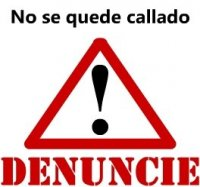 No se quede callado
!
DENUNCIE